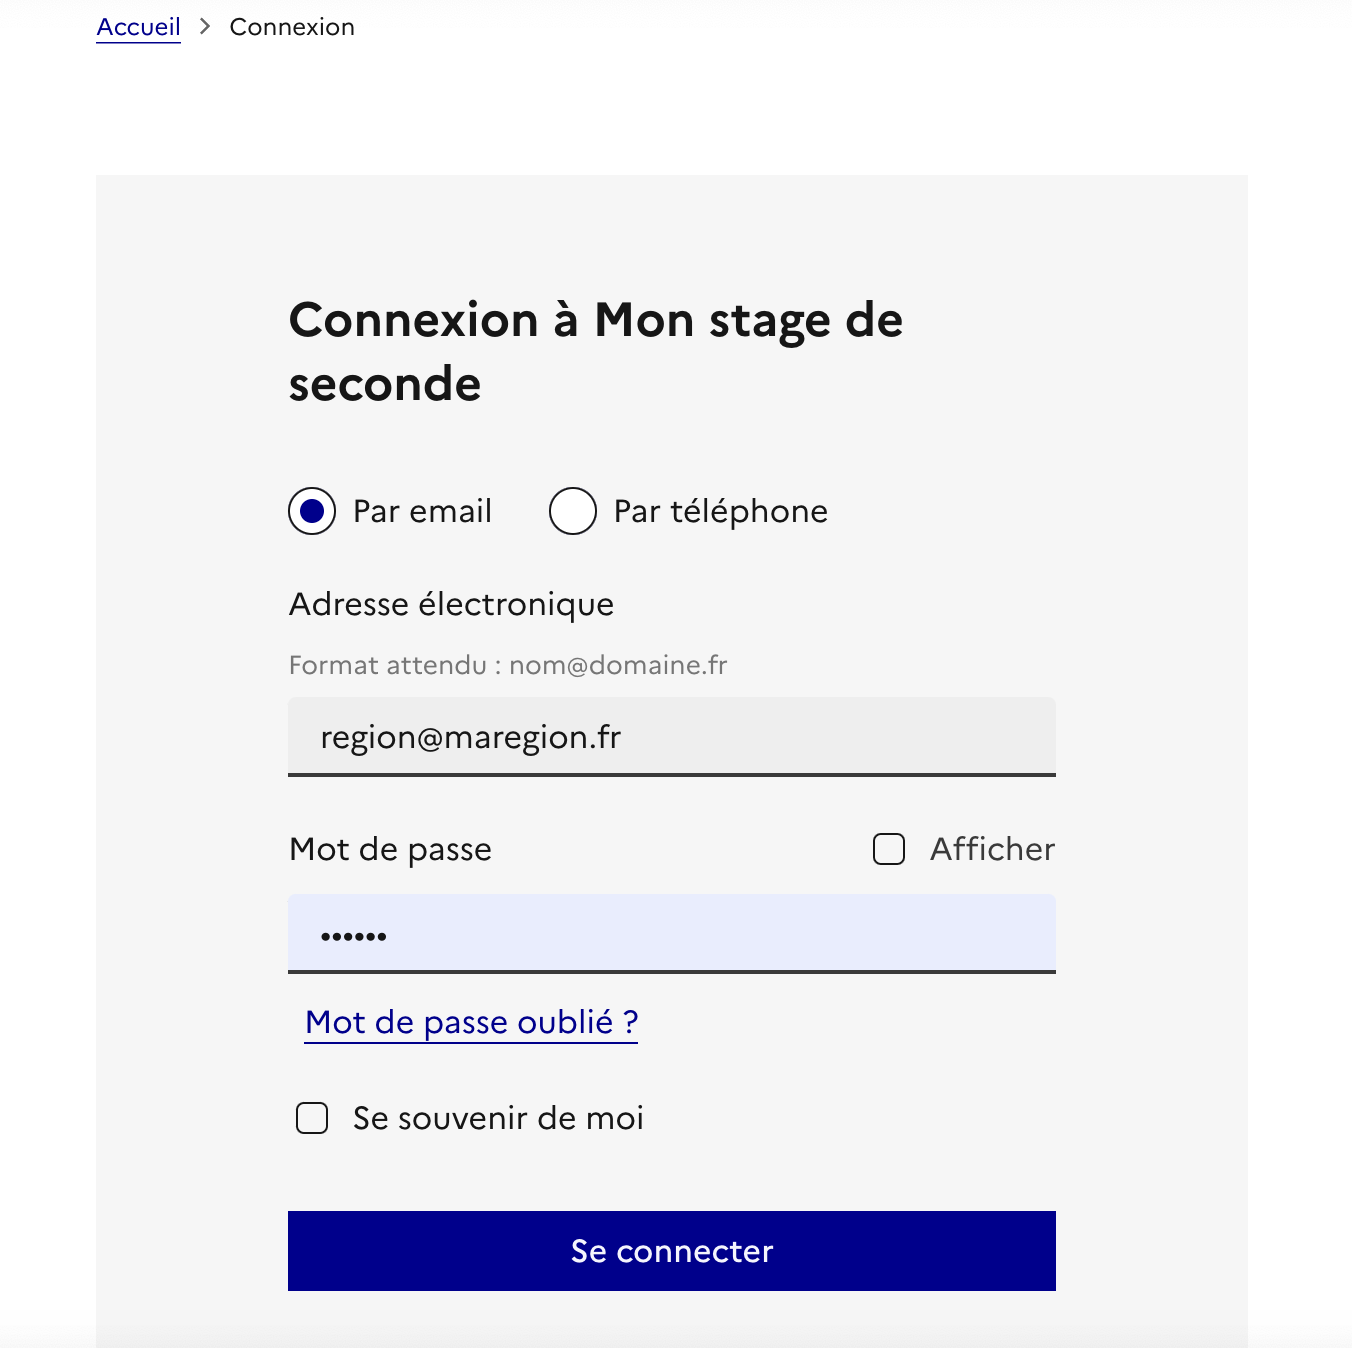 Accueil > Connexion
Connexion à Mon stage de
seconde
Par email Par téléphone
Adresse électronique
Format attendu : nom@domaine.fr
region@maregion.fr
Mot de passe Afficher
••••••
Mot de passe oublié ?
Se souvenir de moi
Se connecter